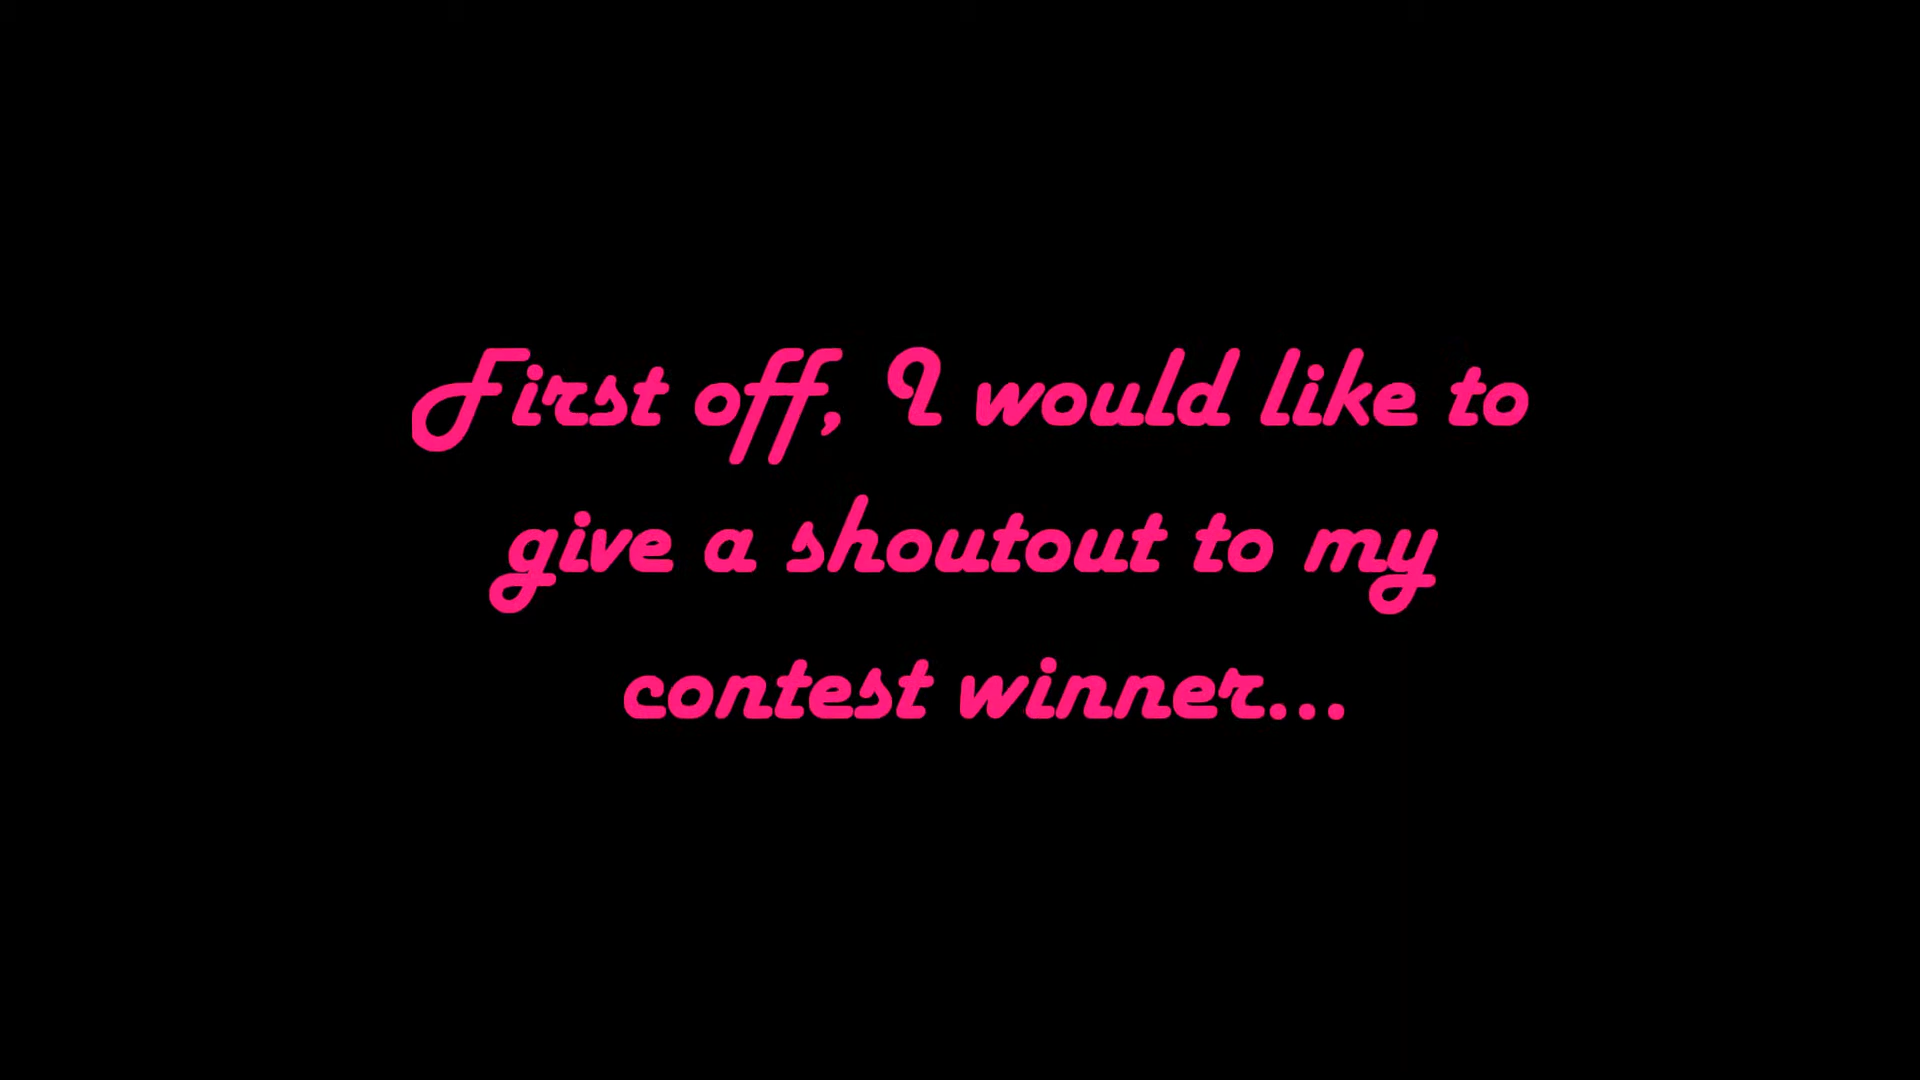 First off, I would like to
give a shoutout to my
contest winner...